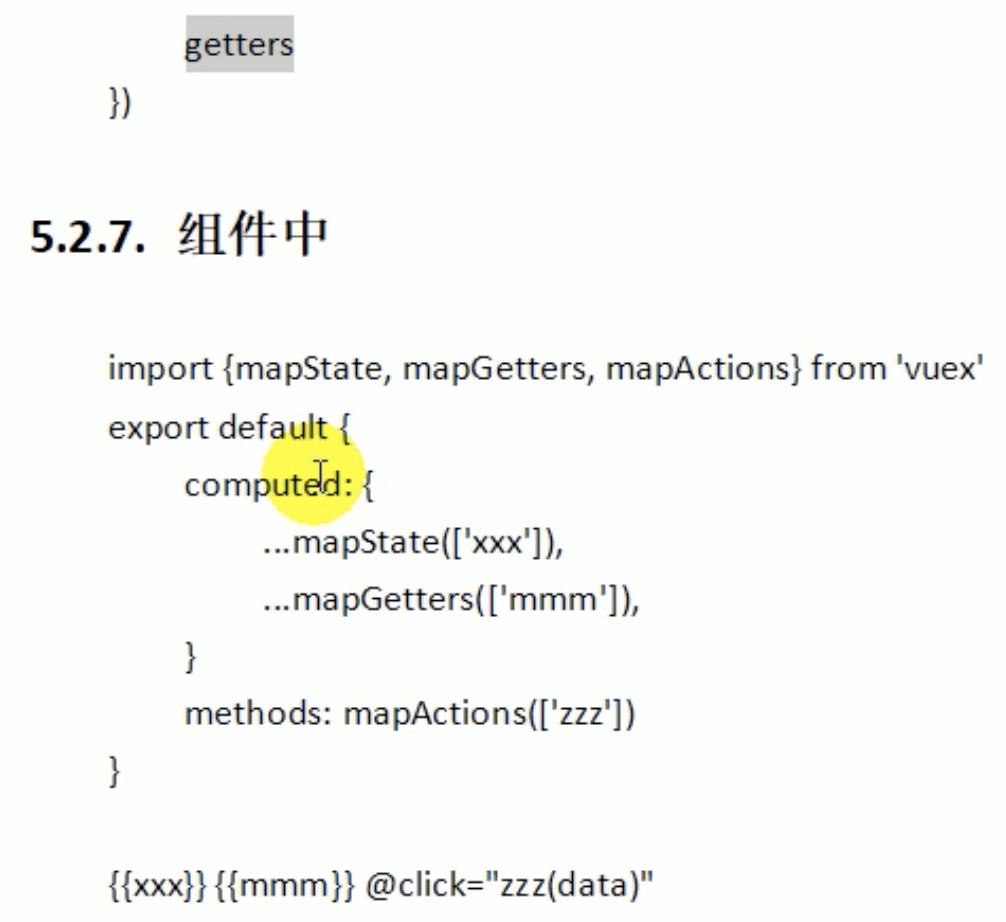 getters
})
5.2.7. 组件中
import {mapState, mapGetters, mapActions} from 'vuex'
export default {
computed: {
...mapState(['xxx']),
...mapGetters(['mmm']),
}
methods: mapActions(['zzz'])
}
{{xxx}} {{mmm}} @click="zzz(data)"